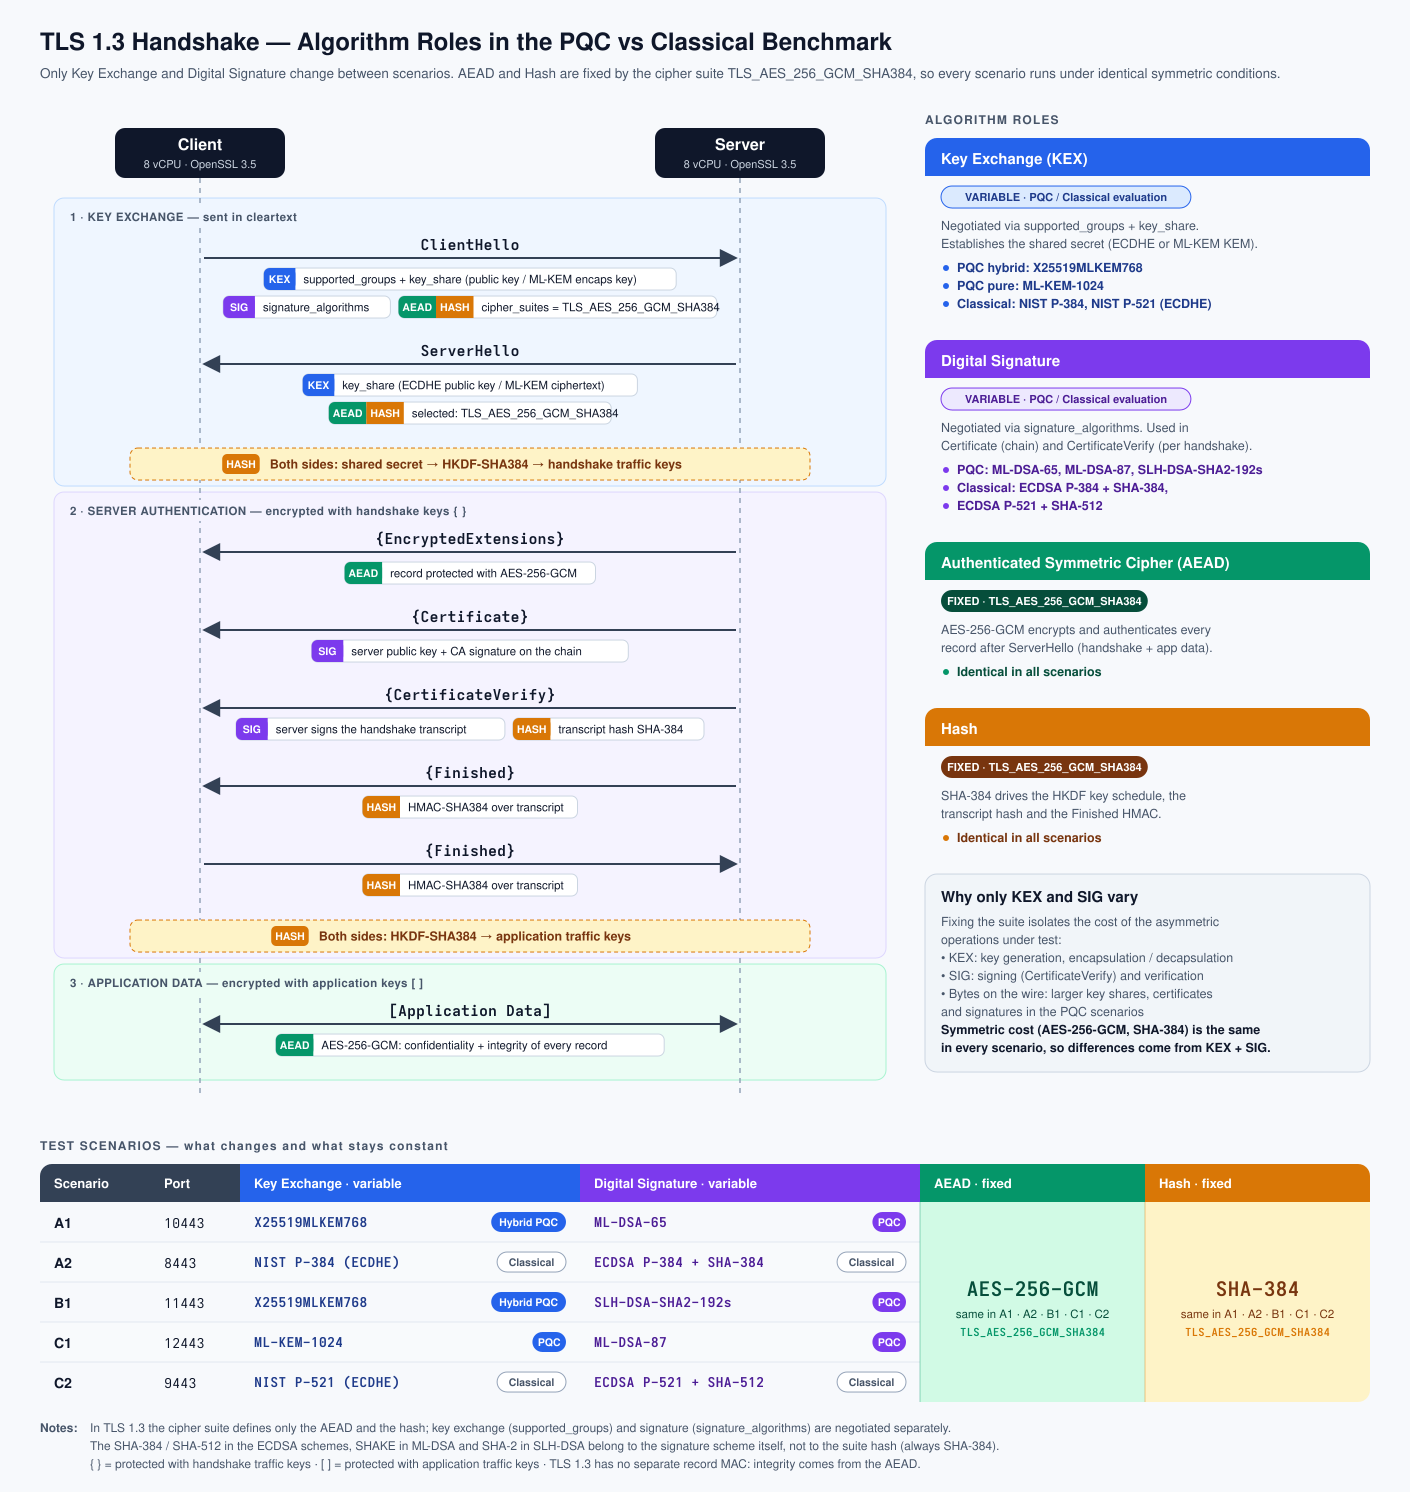 TLS 1.3 Handshake — Algorithm Roles in the PQC vs Classical Benchmark
Only Key Exchange and Digital Signature change between scenarios. AEAD and Hash are fixed by the cipher suite TLS_AES_256_GCM_SHA384, so every scenario runs under identical symmetric conditions.
Client
8 vCPU · OpenSSL 3.5
Server
8 vCPU · OpenSSL 3.5
1 · KEY EXCHANGE — sent in cleartext
ClientHello
KEX supported_groups + key_share (public key / ML-KEM encaps key)
SIG signature_algorithms AEAD HASH cipher_suites = TLS_AES_256_GCM_SHA384
ServerHello
KEX key_share (ECDHE public key / ML-KEM ciphertext)
AEAD HASH selected: TLS_AES_256_GCM_SHA384
HASH Both sides: shared secret → HKDF-SHA384 → handshake traffic keys
2 · SERVER AUTHENTICATION — encrypted with handshake keys { }
{EncryptedExtensions}
AEAD record protected with AES-256-GCM
{Certificate}
SIG server public key + CA signature on the chain
{CertificateVerify}
SIG server signs the handshake transcript HASH transcript hash SHA-384
{Finished}
HASH HMAC-SHA384 over transcript
{Finished}
HASH HMAC-SHA384 over transcript
HASH Both sides: HKDF-SHA384 → application traffic keys
3 · APPLICATION DATA — encrypted with application keys [ ]
[Application Data]
AEAD AES-256-GCM: confidentiality + integrity of every record
ALGORITHM ROLES
Key Exchange (KEX)
VARIABLE · PQC / Classical evaluation
Negotiated via supported_groups + key_share.
Establishes the shared secret (ECDHE or ML-KEM KEM).
• PQC hybrid: X25519MLKEM768
• PQC pure: ML-KEM-1024
• Classical: NIST P-384, NIST P-521 (ECDHE)
Digital Signature
VARIABLE · PQC / Classical evaluation
Negotiated via signature_algorithms. Used in
Certificate (chain) and CertificateVerify (per handshake).
• PQC: ML-DSA-65, ML-DSA-87, SLH-DSA-SHA2-192s
• Classical: ECDSA P-384 + SHA-384,
• ECDSA P-521 + SHA-512
Authenticated Symmetric Cipher (AEAD)
FIXED · TLS_AES_256_GCM_SHA384
AES-256-GCM encrypts and authenticates every
record after ServerHello (handshake + app data).
• Identical in all scenarios
Hash
FIXED · TLS_AES_256_GCM_SHA384
SHA-384 drives the HKDF key schedule, the
transcript hash and the Finished HMAC.
• Identical in all scenarios
Why only KEX and SIG vary
Fixing the suite isolates the cost of the asymmetric
operations under test:
• KEX: key generation, encapsulation / decapsulation
• SIG: signing (CertificateVerify) and verification
• Bytes on the wire: larger key shares, certificates
and signatures in the PQC scenarios
Symmetric cost (AES-256-GCM, SHA-384) is the same
in every scenario, so differences come from KEX + SIG.
TEST SCENARIOS — what changes and what stays constant
Scenario Port Key Exchange · variable Digital Signature · variable AEAD · fixed Hash · fixed
A1 10443 X25519MLKEM768 Hybrid PQC ML-DSA-65 PQC
A2 8443 NIST P-384 (ECDHE) Classical ECDSA P-384 + SHA-384 Classical
B1 11443 X25519MLKEM768 Hybrid PQC SLH-DSA-SHA2-192s PQC
C1 12443 ML-KEM-1024 PQC ML-DSA-87 PQC
C2 9443 NIST P-521 (ECDHE) Classical ECDSA P-521 + SHA-512 Classical
AES-256-GCM
same in A1 · A2 · B1 · C1 · C2
TLS_AES_256_GCM_SHA384
SHA-384
same in A1 · A2 · B1 · C1 · C2
TLS_AES_256_GCM_SHA384
Notes: In TLS 1.3 the cipher suite defines only the AEAD and the hash; key exchange (supported_groups) and signature (signature_algorithms) are negotiated separately.
The SHA-384 / SHA-512 in the ECDSA schemes, SHAKE in ML-DSA and SHA-2 in SLH-DSA belong to the signature scheme itself, not to the suite hash (always SHA-384).
{ } = protected with handshake traffic keys · [ ] = protected with application traffic keys · TLS 1.3 has no separate record MAC: integrity comes from the AEAD.